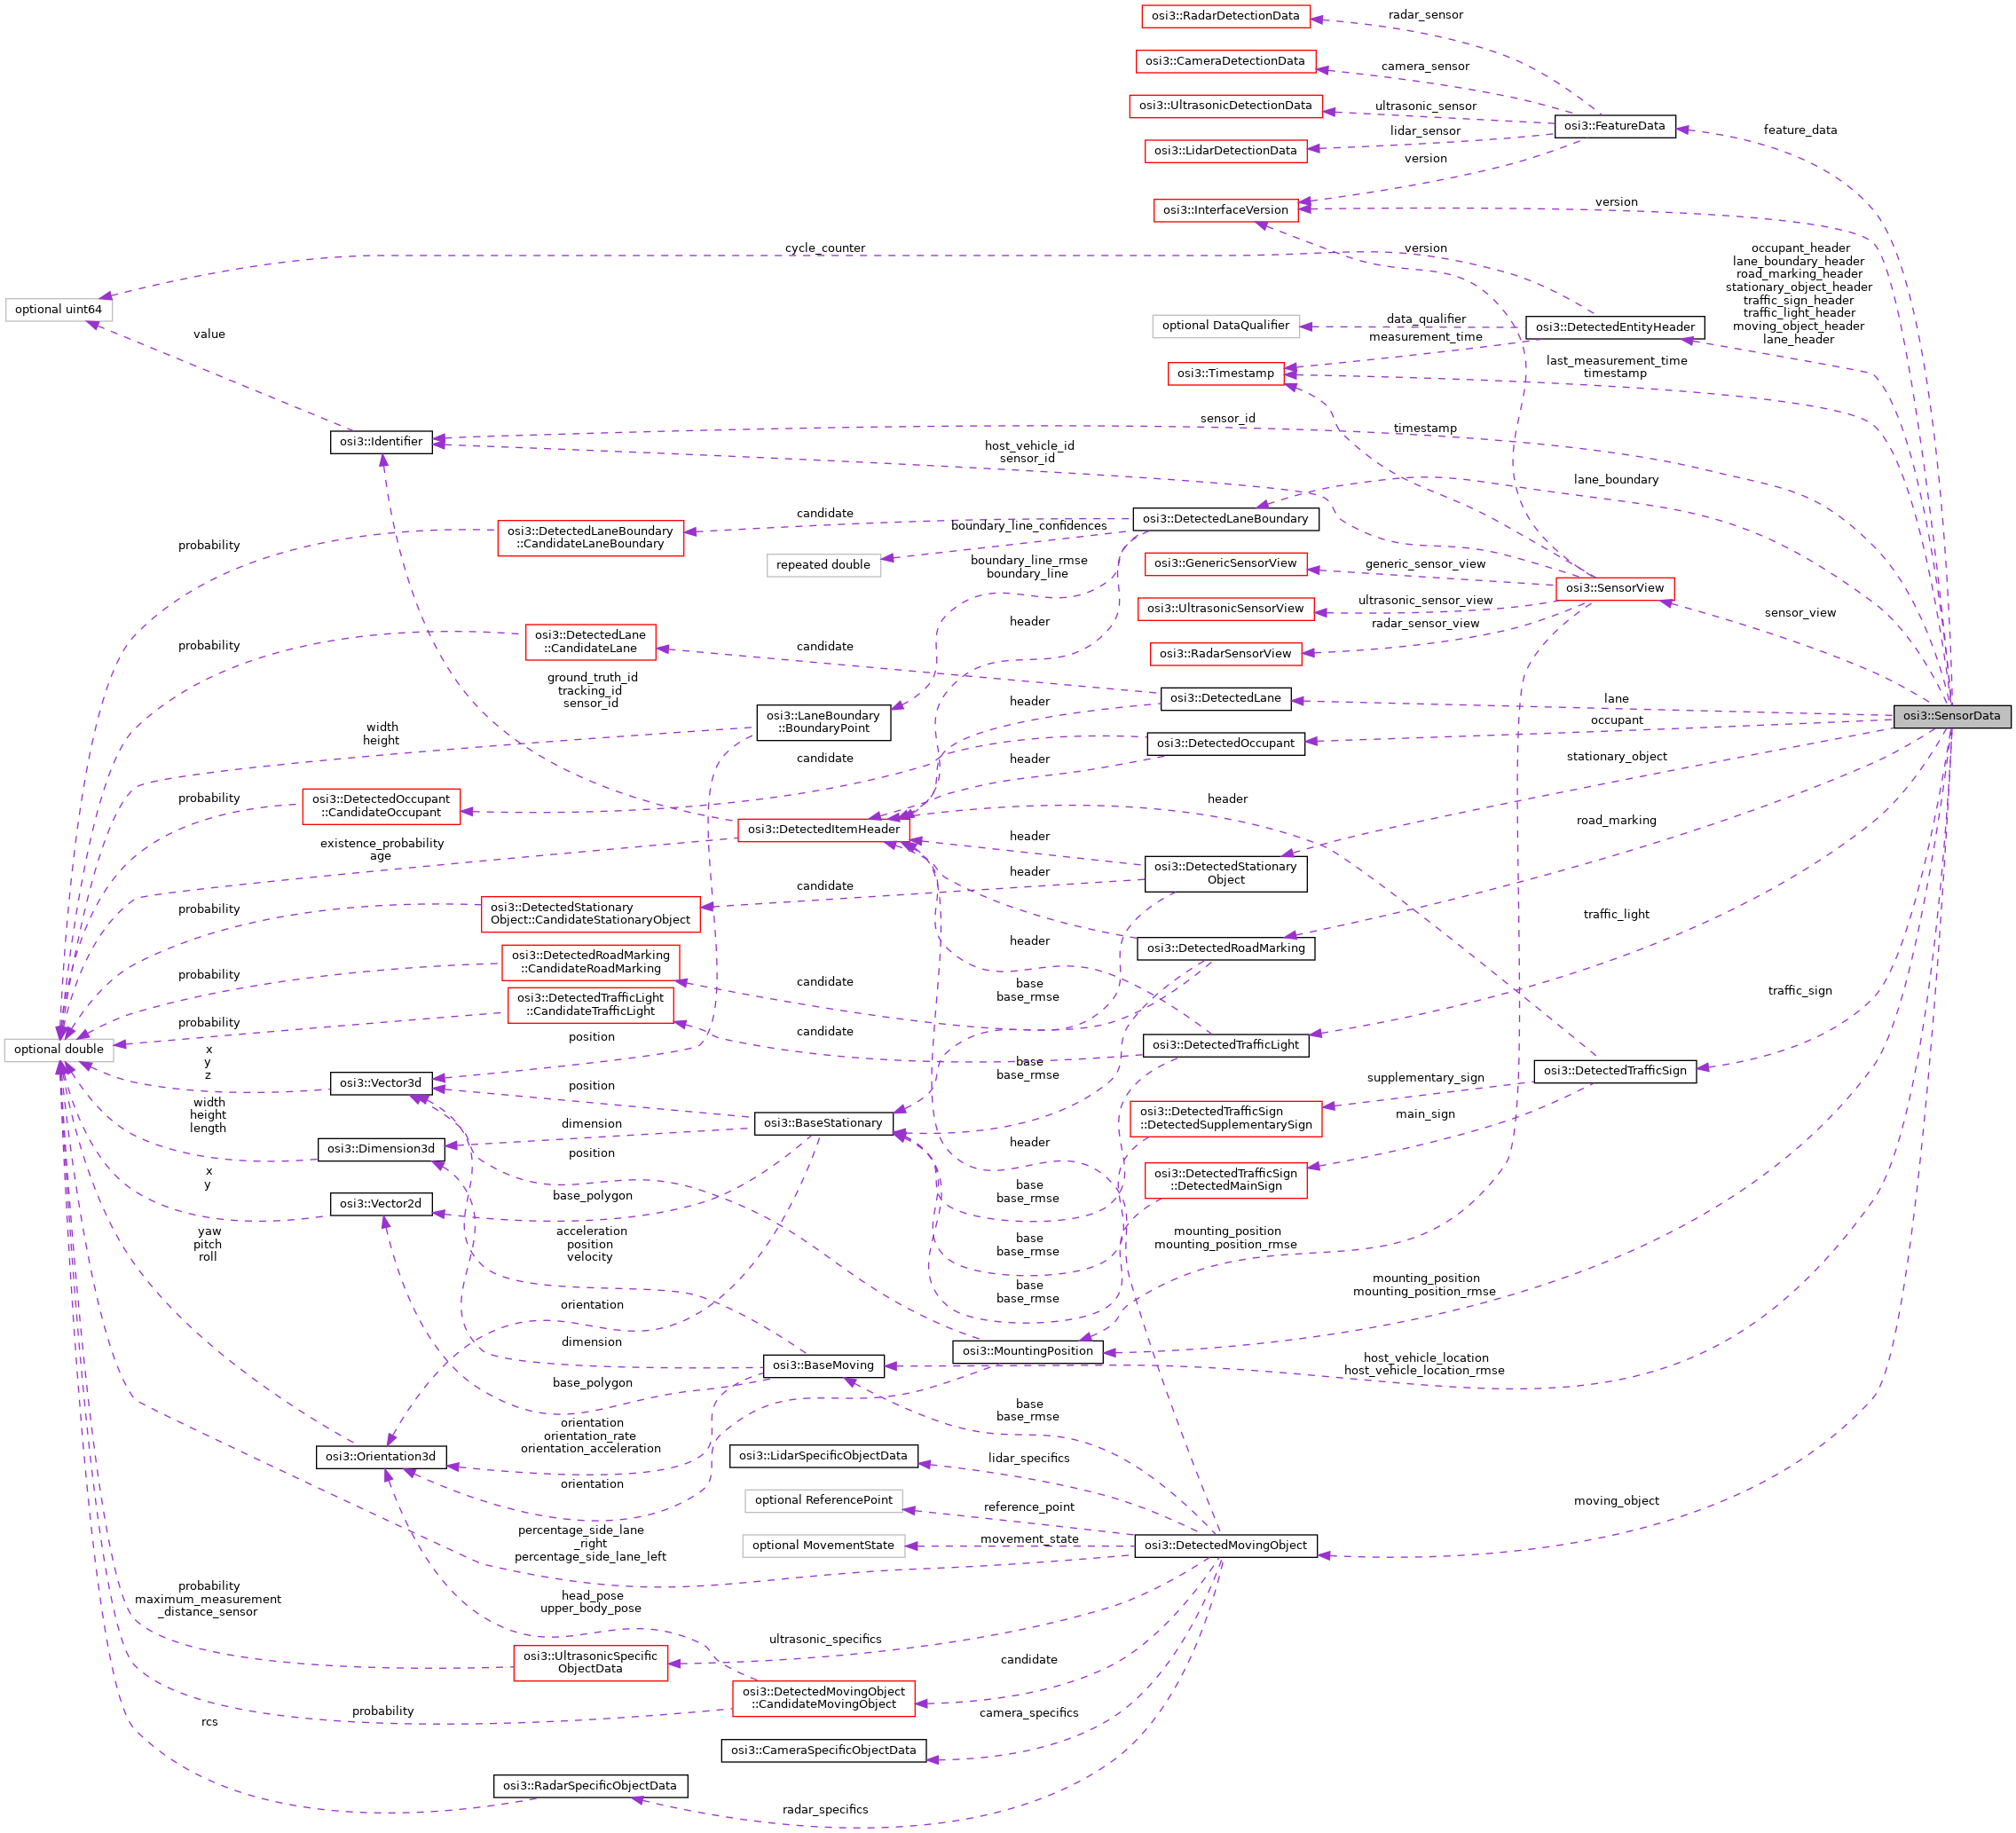 osi3::RadarDetectionData
radar_sensor
osi3::CameraDetectionData
camera_sensor
osi3::UltrasonicDetectionData
ultrasonic_sensor
osi3::FeatureData
feature_data
lidar_sensor
osi3::LidarDetectionData
version
osi3::InterfaceVersion
version
cycle_counter
version
occupant_header
lane_boundary_header
road_marking_header
stationary_object_header
traffic_sign_header
traffic_light_header
moving_object_header
lane_header
optional uint64
value
optional DataQualifier
data_qualifier
measurement_time
osi3::DetectedEntityHeader
osi3::Timestamp
last_measurement_time
timestamp
osi3::Identifier
sensor_id
timestamp
host_vehicle_id
sensor_id
lane_boundary
osi3::DetectedLaneBoundary
::CandidateLaneBoundary
probability
candidate
osi3::DetectedLaneBoundary
boundary_line_confidences
repeated double
boundary_line_rmse
boundary_line
osi3::GenericSensorView
generic_sensor_view
osi3::SensorView
osi3::UltrasonicSensorView
ultrasonic_sensor_view
sensor_view
header
radar_sensor_view
osi3::RadarSensorView
osi3::DetectedLane
::CandidateLane
probability
candidate
ground_truth_id
tracking_id
sensor_id
header
osi3::DetectedLane
lane
osi3::SensorData
osi3::LaneBoundary
::BoundaryPoint
width
height
occupant
osi3::DetectedOccupant
header
candidate
stationary_object
osi3::DetectedOccupant
::CandidateOccupant
probability
header
osi3::DetectedItemHeader
road_marking
existence_probability
age
header
header
osi3::DetectedStationary
Object
candidate
osi3::DetectedStationary
Object::CandidateStationaryObject
probability
traffic_light
header
osi3::DetectedRoadMarking
osi3::DetectedRoadMarking
::CandidateRoadMarking
probability
candidate
base
base_rmse
traffic_sign
osi3::DetectedTrafficLight
::CandidateTrafficLight
probability
candidate
position
osi3::DetectedTrafficLight
optional double
x
y
z
base
base_rmse
osi3::DetectedTrafficSign
osi3::Vector3d
position
supplementary_sign
width
height
length
osi3::BaseStationary
osi3::DetectedTrafficSign
::DetectedSupplementarySign
main_sign
dimension
header
osi3::Dimension3d
position
osi3::DetectedTrafficSign
::DetectedMainSign
x
y
base
base_rmse
osi3::Vector2d
base_polygon
yaw
pitch
roll
acceleration
position
velocity
base
base_rmse
mounting_position
mounting_position_rmse
base
base_rmse
mounting_position
mounting_position_rmse
orientation
dimension
osi3::MountingPosition
osi3::BaseMoving
host_vehicle_location
host_vehicle_location_rmse
base_polygon
base
base_rmse
orientation
orientation_rate
orientation_acceleration
osi3::Orientation3d
osi3::LidarSpecificObjectData
lidar_specifics
orientation
optional ReferencePoint
reference_point
moving_object
percentage_side_lane
_right
percentage_side_lane_left
optional MovementState
movement_state
osi3::DetectedMovingObject
probability
maximum_measurement
_distance_sensor
head_pose
upper_body_pose
ultrasonic_specifics
osi3::UltrasonicSpecific
ObjectData
candidate
osi3::DetectedMovingObject
::CandidateMovingObject
probability
rcs
camera_specifics
osi3::CameraSpecificObjectData
osi3::RadarSpecificObjectData
radar_specifics